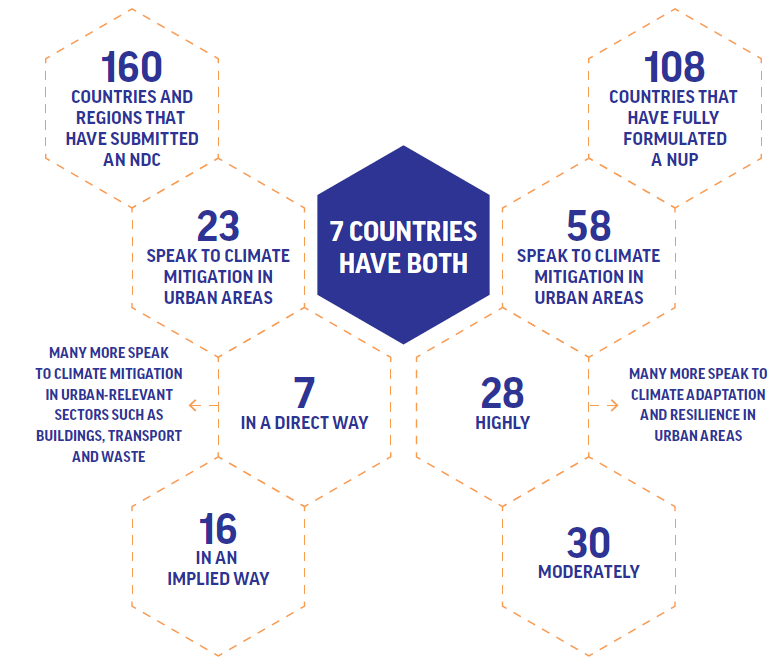 160
COUNTRIES AND
REGIONS THAT
HAVE SUBMITTED
AN NDC
23
SPEAK TO CLIMATE
MITIGATION IN
URBAN AREAS
MANY MORE SPEAK
TO CLIMATE MITIGATION
IN URBAN-RELEVANT
SECTORS SUCH AS
BUILDINGS, TRANSPORT
AND WASTE
7
IN A DIRECT WAY
16
IN AN
IMPLIED WAY
7 COUNTRIES
HAVE BOTH
108
COUNTRIES THAT
HAVE FULLY
FORMULATED
A NUP
58
SPEAK TO CLIMATE
MITIGATION IN
URBAN AREAS
28
HIGHLY
MANY MORE SPEAK TO
CLIMATE ADAPTATION
AND RESILIENCE IN
URBAN AREAS
30
MODERATELY